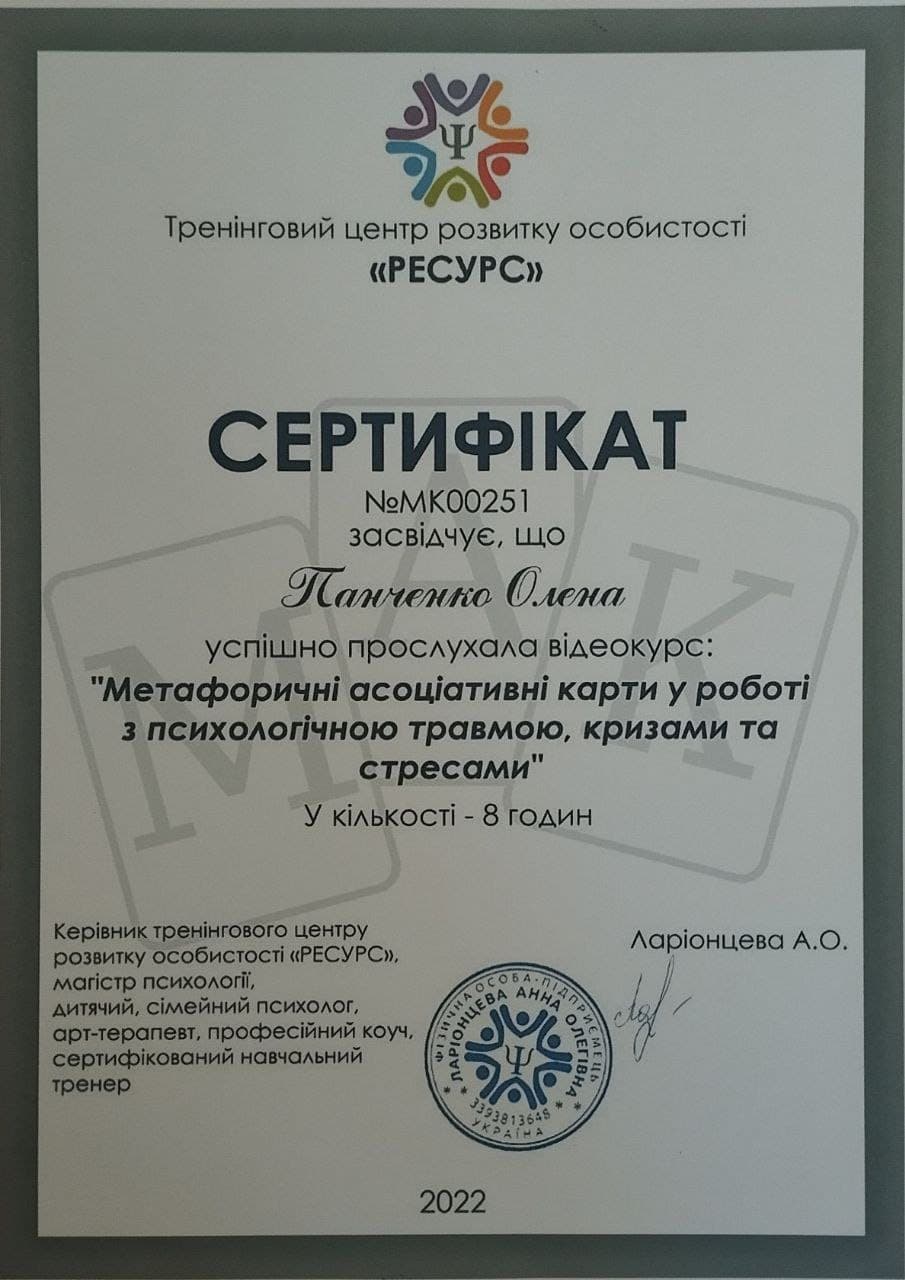 Ψ
Тренінговий центр розвитку особистості
«РЕСУРС»
МАК
СЕРТИФІКАТ
№МК00251
засвідчує, що
Панченко Олена
успішно прослухала відеокурс:
"Метафоричні асоціативні карти у роботі
з психологічною травмою, кризами та
стресами"
У кількості - 8 годин
Керівник тренінгового центру
розвитку особистості «РЕСУРС»,
магістр психології,
дитячий, сімейний психолог,
арт-терапевт, професійний коуч,
сертифікований навчальний
тренер
Ларіонцева А.О.
ФІЗИЧНА ОСОБА-ПІДПРИЄМЕЦЬ
ЛАРІОНЦЕВА АННА ОЛЕГІВНА
Ψ
* 3393813648 *
* УКРАЇНА *
2022